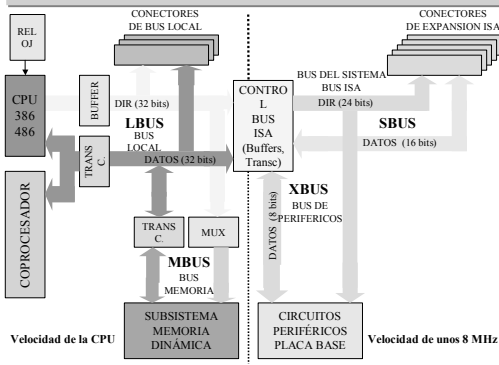 CONECTORES
DE BUS LOCAL
CONECTORES
DE EXPANSION ISA
REL
OJ
CPU
386
486
BUFFER
DIR (32 bits)
LBUS
BUS
LOCAL
TRANS
C.
DATOS (32 bits)
COPROCESADOR
CONTRO
L
BUS
ISA
(Buffers,
Transc)
BUS DEL SISTEMA
BUS ISA
DIR (24 bits)
SBUS
DATOS (16 bits)
XBUS
BUS DE
PERIFERICOS
DATOS (8 bits)
TRANS
C.
MUX
MBUS
BUS
MEMORIA
SUBSISTEMA
MEMORIA
DINÁMICA
CIRCUITOS
PERIFÉRICOS
PLACA BASE
Velocidad de la CPU
Velocidad de unos 8 MHz